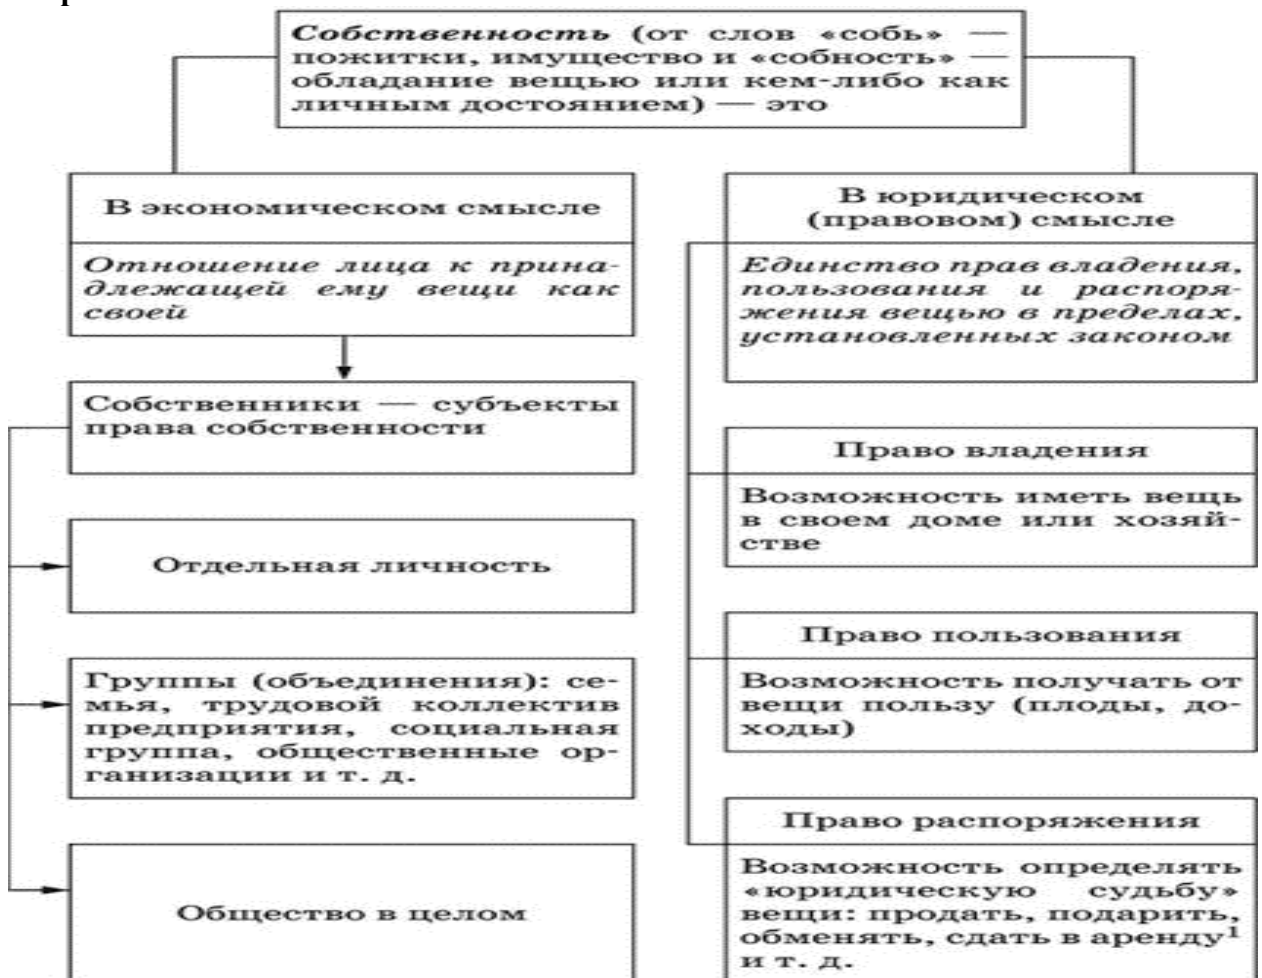 Собственность (от слов «собь» —
пожитки, имущество и «собность» —
обладание вещью или кем-либо как
личным достоянием) — это
В экономическом смысле
Отношение лица к прина-
длежащей ему вещи как
своей
Собственники — субъекты
права собственности
Отдельная личность
Группы (объединения): се-
мья, трудовой коллектив
предприятия, социальная
группа, общественные ор-
ганизации и т. д.
Общество в целом
В юридическом
(правовом) смысле
Единство прав владения,
пользования и распоря-
жения вещью в пределах,
установленных законом
Право владения
Возможность иметь вещь
в своем доме или хозяй-
стве
Право пользования
Возможность получать от
вещи пользу (плоды, до-
ходы)
Право распоряжения
Возможность определять
«юридическую судьбу»
вещи: продать, подарить,
обменять, сдать в аренду¹
и т. д.